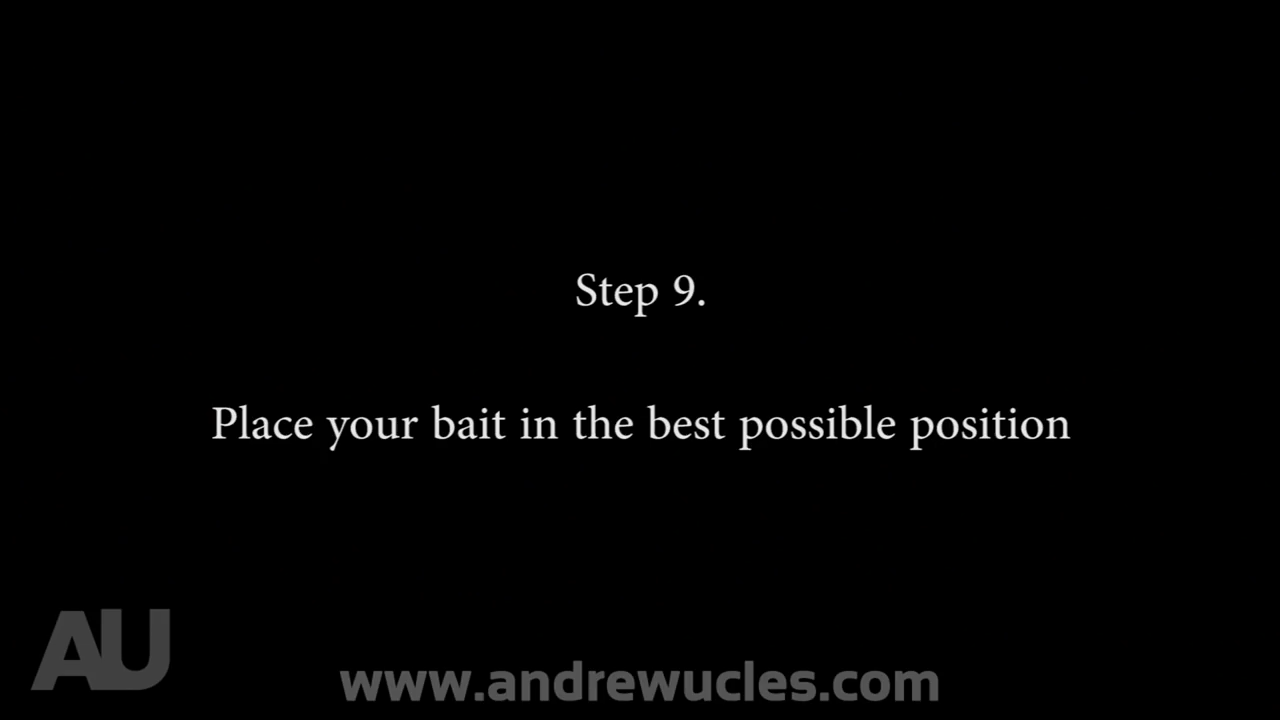 Step 9.
Place your bait in the best possible position
AU
www.andrewucles.com